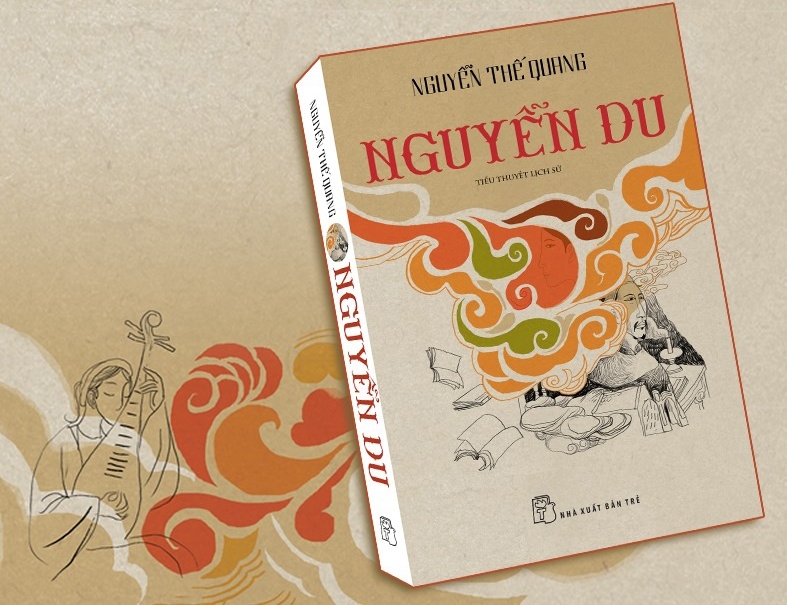 NGUYỄN THẾ QUANG
NGUYỄN DU
TIỂU THUYẾT LỊCH SỬ
NHÀ XUẤT BẢN TRẺ
NGUYỄN THẾ QUANG
NGUYỄN DU